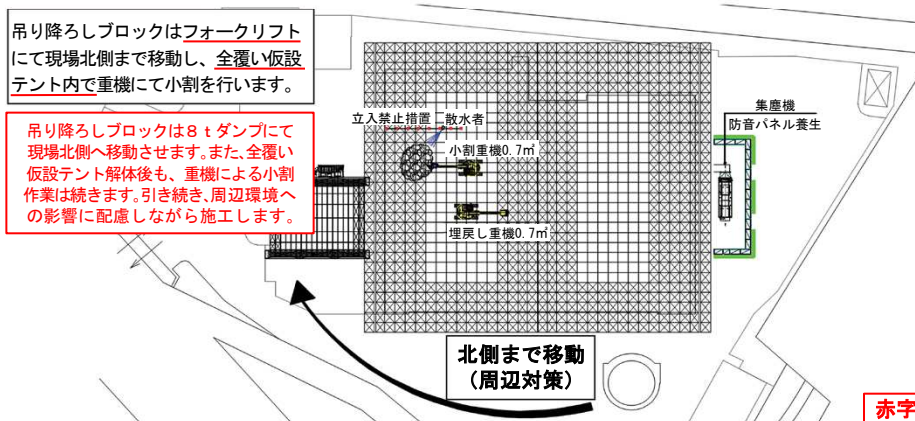 吊り降ろしブロックはフォークリフト
にて現場北側まで移動し、全覆い仮設
テント内で重機にて小割を行います。
吊り降ろしブロックは8ｔダンプにて
現場北側へ移動させます。また、全覆い
仮設テント解体後も、重機による小割
作業は続きます。引き続き、周辺環境へ
の影響に配慮しながら施工します。
立入禁止措置
散水者
小割重機0.7㎥
埋戻し重機0.7㎥
集塵機
防音パネル養生
北側まで移動
（周辺対策）
赤字